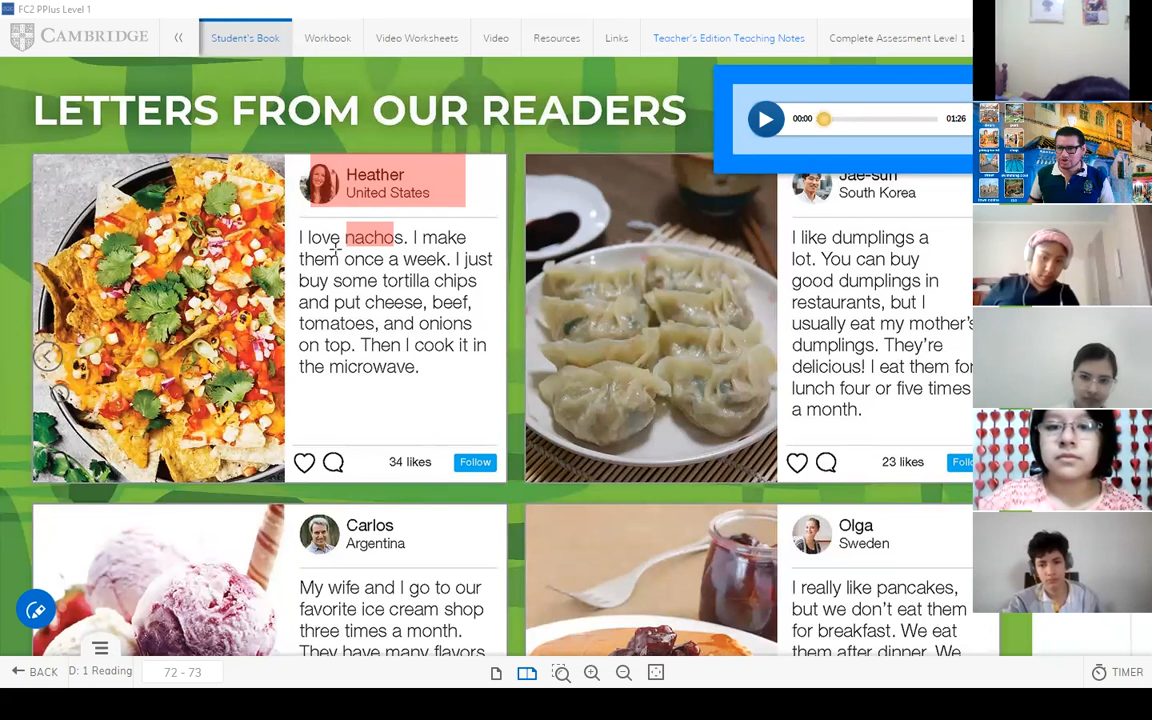 FC2 PPlus Level 1
CAMBRIDGE
Student's Book
Workbook
Video Worksheets
Video
Resources
Links
Teacher's Edition Teaching Notes
Complete Assessment Level 1
LETTERS FROM OUR READERS
00:00
01:26
Heather
United States
I love nachos. I make
them once a week. I just
buy some tortilla chips
and put cheese, beef,
tomatoes, and onions
on top. Then I cook it in
the microwave.
34 likes
Follow
Jae-sun
South Korea
I like dumplings a
lot. You can buy
good dumplings in
restaurants, but I
usually eat my mother's
dumplings. They're
delicious! I eat them for
lunch four or five times
a month.
23 likes
Foll
Carlos
Argentina
My wife and I go to our
favorite ice cream shop
three times a month.
They have many flavors
Olga
Sweden
I really like pancakes,
but we don't eat them
for breakfast. We eat
them after dinner. We
BACK
D: 1 Reading
72 - 73
TIMER